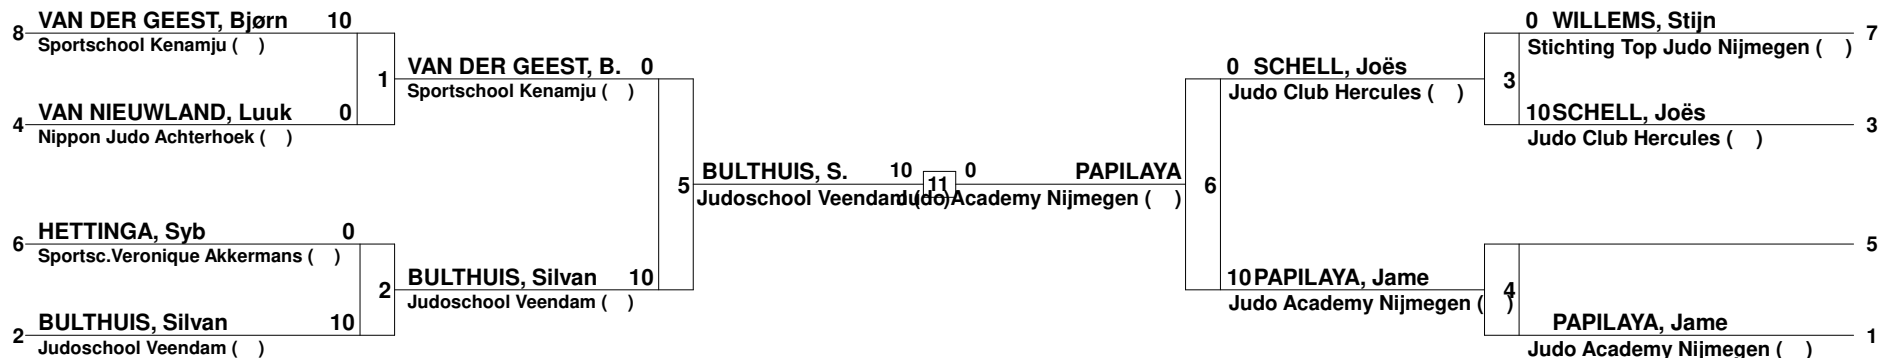 VAN DER GEEST, Bjørn 10
8
Sportschool Kenamju ( )
1
VAN NIEUWLAND, Luuk 0
4
Nippon Judo Achterhoek ( )
VAN DER GEEST, B. 0
Sportschool Kenamju ( )
HETTINGA, Syb 0
6
Sportsc.Veronique Akkermans ( )
2
BULTHUIS, Silvan 10
2
Judoschool Veendam ( )
BULTHUIS, Silvan 10
Judoschool Veendam ( )
5
BULTHUIS, S. 10
Judoschool Veendam ( )
11
0 PAPILAYA
Judo Academy Nijmegen ( )
6
0 SCHELL, Joës
Judo Club Hercules ( )
10 PAPILAYA, Jame
Judo Academy Nijmegen ( )
0 WILLEMS, Stijn
7
Stichting Top Judo Nijmegen ( )
3
10 SCHELL, Joës
3
Judo Club Hercules ( )
5
4
PAPILAYA, Jame
1
Judo Academy Nijmegen ( )